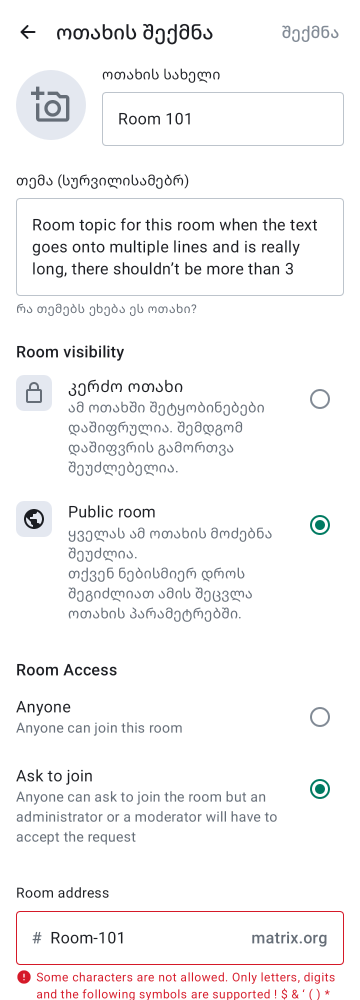 ოთახის შექმნა შექმნა
ოთახის სახელი
Room 101
თემა (სურვილისამებრ)
Room topic for this room when the text
goes onto multiple lines and is really
long, there shouldn’t be more than 3
რა თემებს ეხება ეს ოთახი?
Room visibility
კერძო ოთახი
ამ ოთახში შეტყობინებები
დაშიფრულია. შემდგომ
დაშიფვრის გამორთვა
შეუძლებელია.
Public room
ყველას ამ ოთახის მოძებნა
შეუძლია.
თქვენ ნებისმიერ დროს
შეგიძლიათ ამის შეცვლა
ოთახის პარამეტრებში.
Room Access
Anyone
Anyone can join this room
Ask to join
Anyone can ask to join the room but an
administrator or a moderator will have to
accept the request
Room address
# Room-101 matrix.org
Some characters are not allowed. Only letters, digits
and the following symbols are supported ! $ & ‘ ( ) *